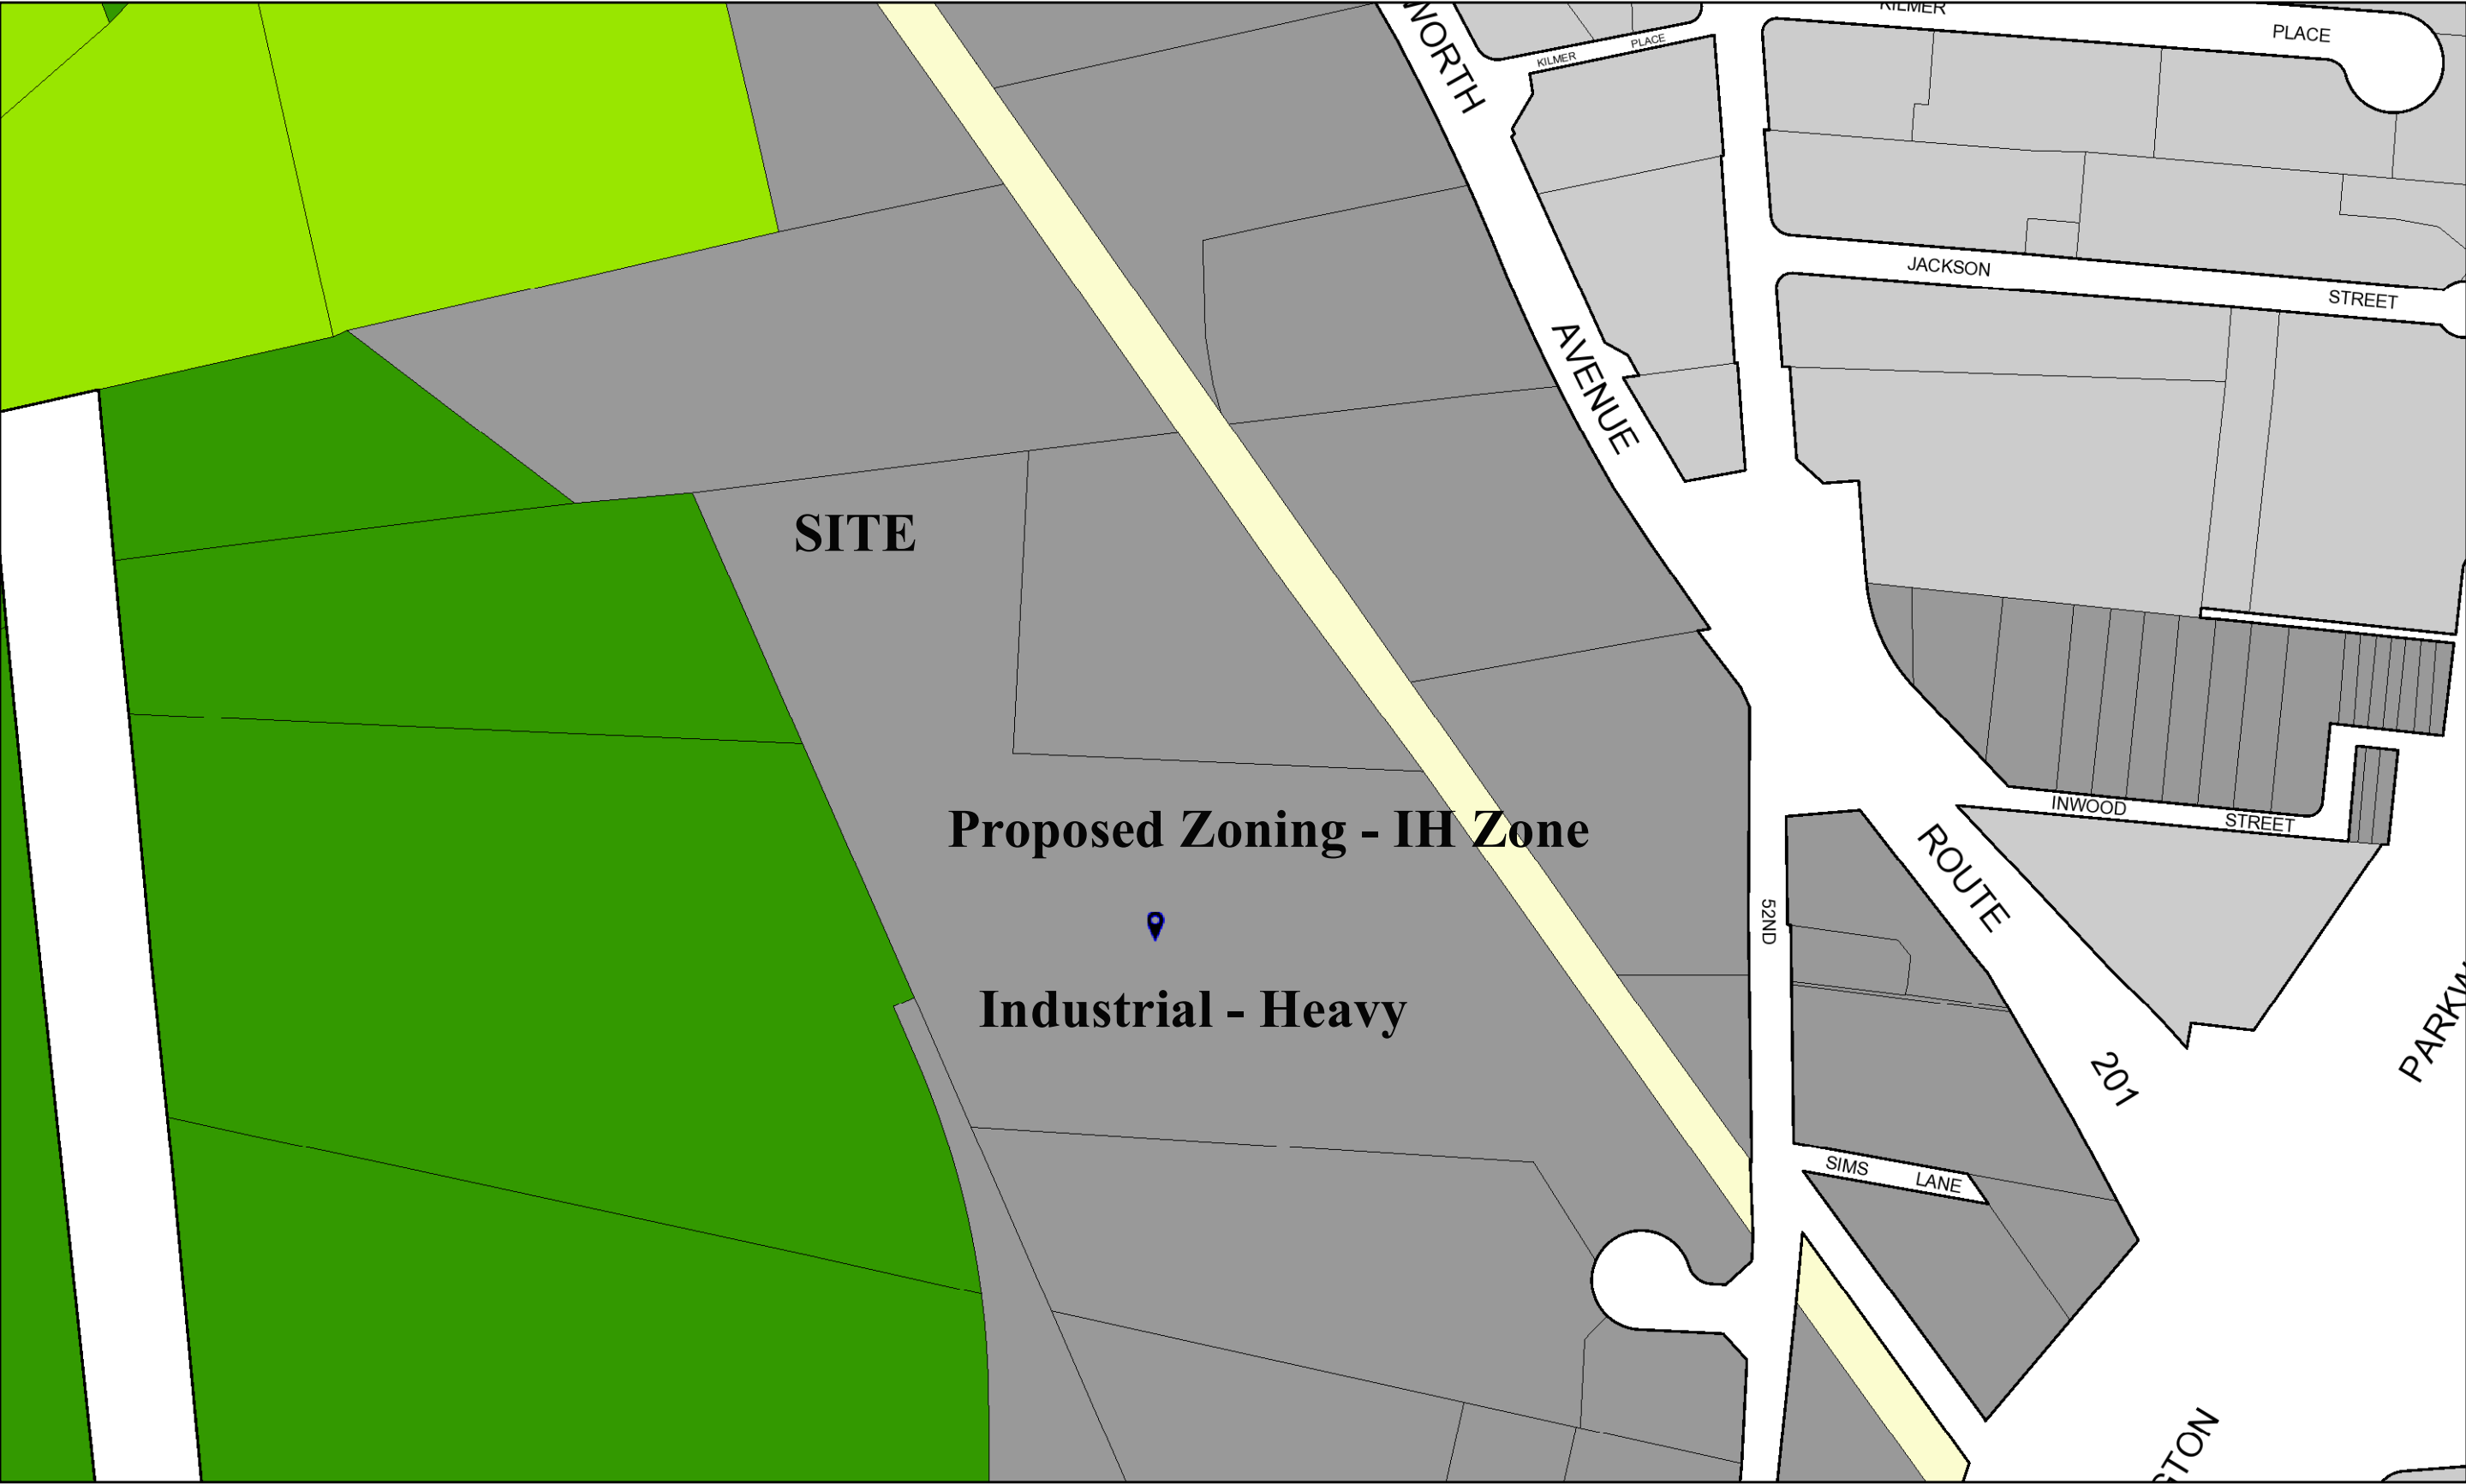 KILMER
PLACE
KILMER PLACE
AVENUE
JACKSON STREET
SITE
INWOOD STREET
Proposed Zoning - IH Zone
ROUTE
52ND
Industrial - Heavy
201
SIMS LANE